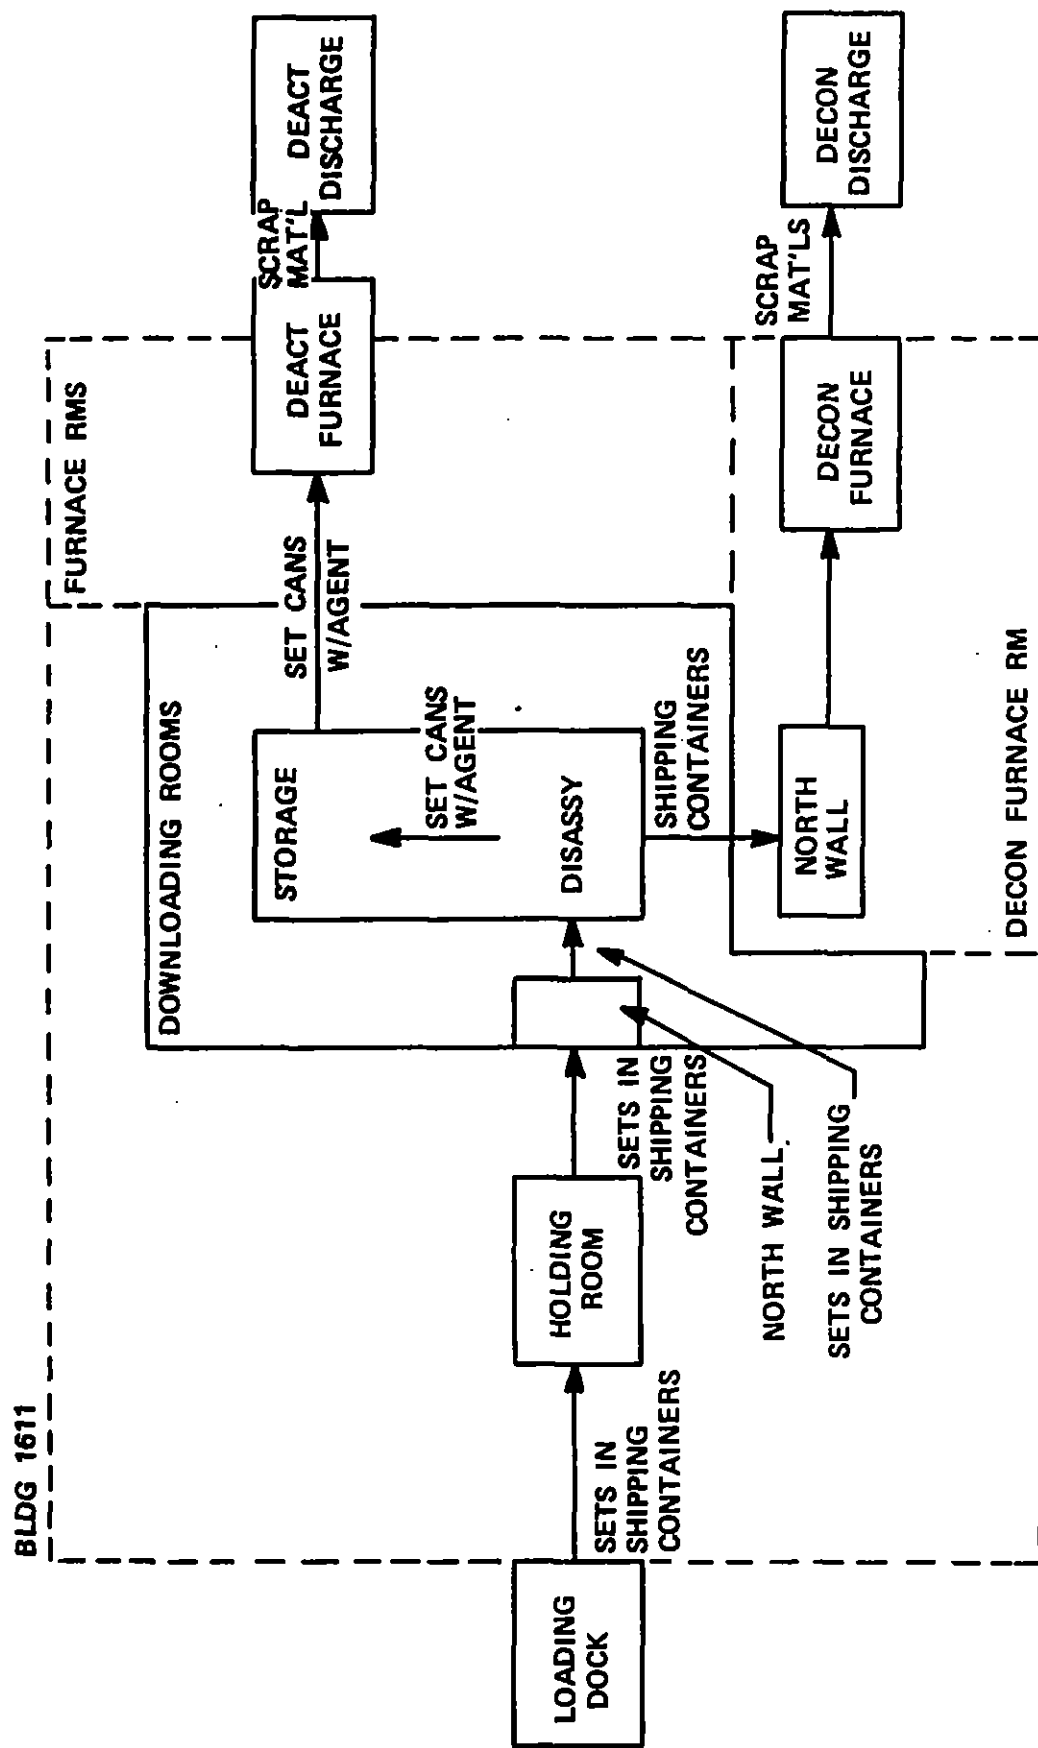 BLDG 1611
FURNACE RMS
DOWNLOADING ROOMS
LOADING
DOCK
SETS IN
SHIPPING
CONTAINERS
HOLDING
ROOM
SETS IN
SHIPPING
CONTAINERS
NORTH WALL
SETS IN SHIPPING
CONTAINERS
STORAGE
SET CANS
W/AGENT
DISASSY
SHIPPING
CONTAINERS
SET CANS
W/AGENT
DEACT
FURNACE
SCRAP
MAT'L
DEACT
DISCHARGE
NORTH
WALL
DECON
FURNACE
SCRAP
MAT'LS
DECON
DISCHARGE
DECON FURNACE RM